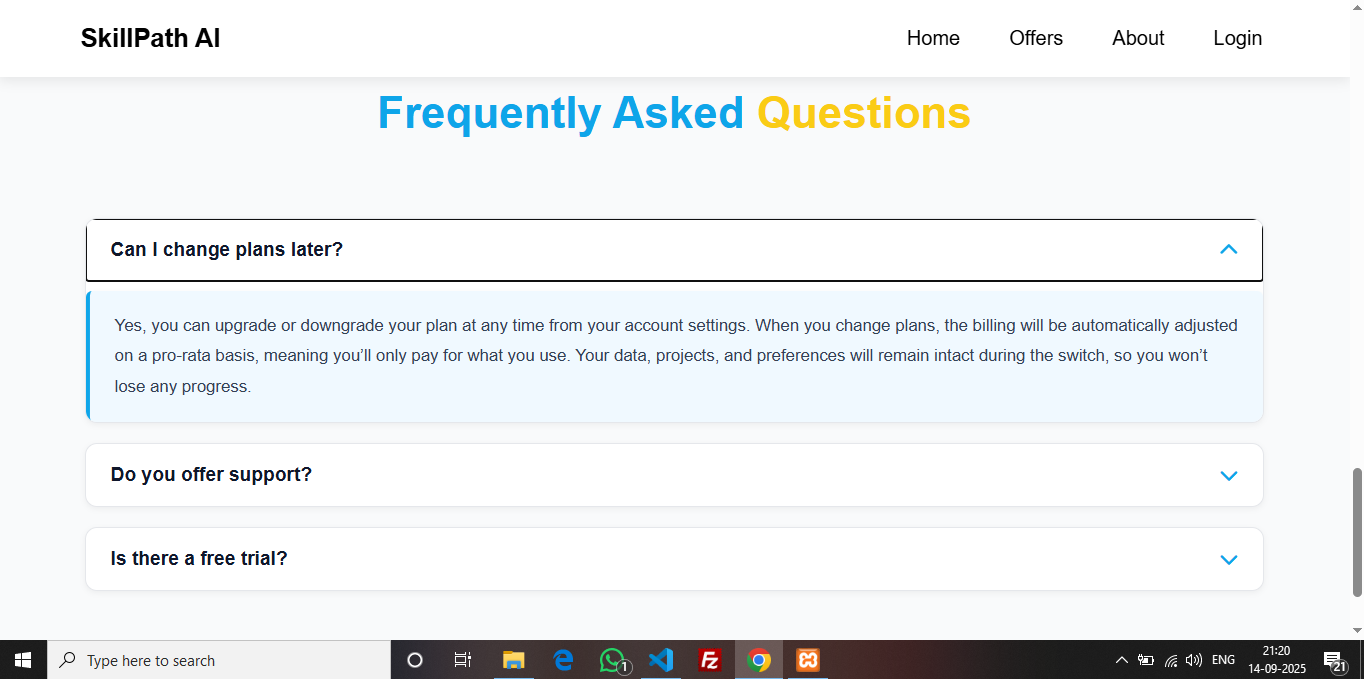 SkillPath AI
Home Offers About Login
Frequently Asked Questions
Can I change plans later?
Yes, you can upgrade or downgrade your plan at any time from your account settings. When you change plans, the billing will be automatically adjusted
on a pro-rata basis, meaning you’ll only pay for what you use. Your data, projects, and preferences will remain intact during the switch, so you won’t
lose any progress.
Do you offer support?
Is there a free trial?
Type here to search
1
Fz
ENG
21:20
14-09-2025
21